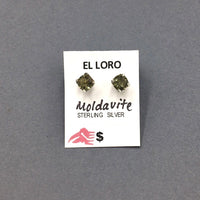 EL LORO
Moldavite
STERLING SILVER
$